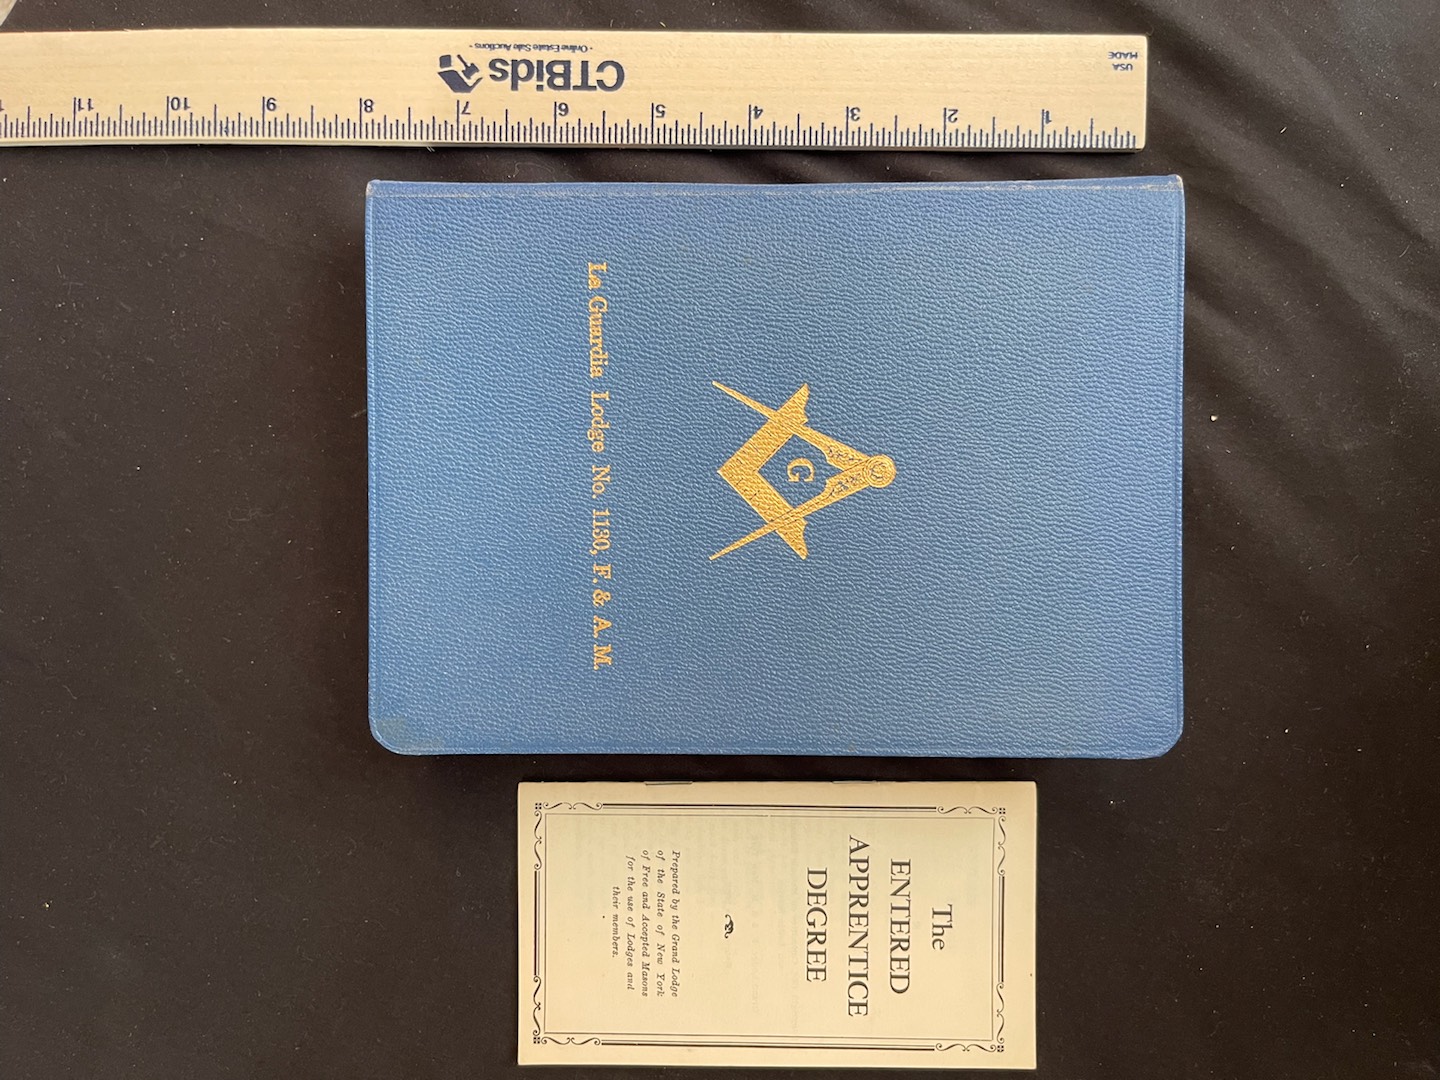 CTBids
- Online Estate Sale Auctions -
MADE
USA
1 2 3 4 5 6 7 8 9 10 11
G
La Guardia Lodge No. 1130, F. & A. M.
The
ENTERED
APPRENTICE
DEGREE
Prepared by the Grand Lodge
of the State of New York
of Free and Accepted Masons
for the use of Lodges and
their members.